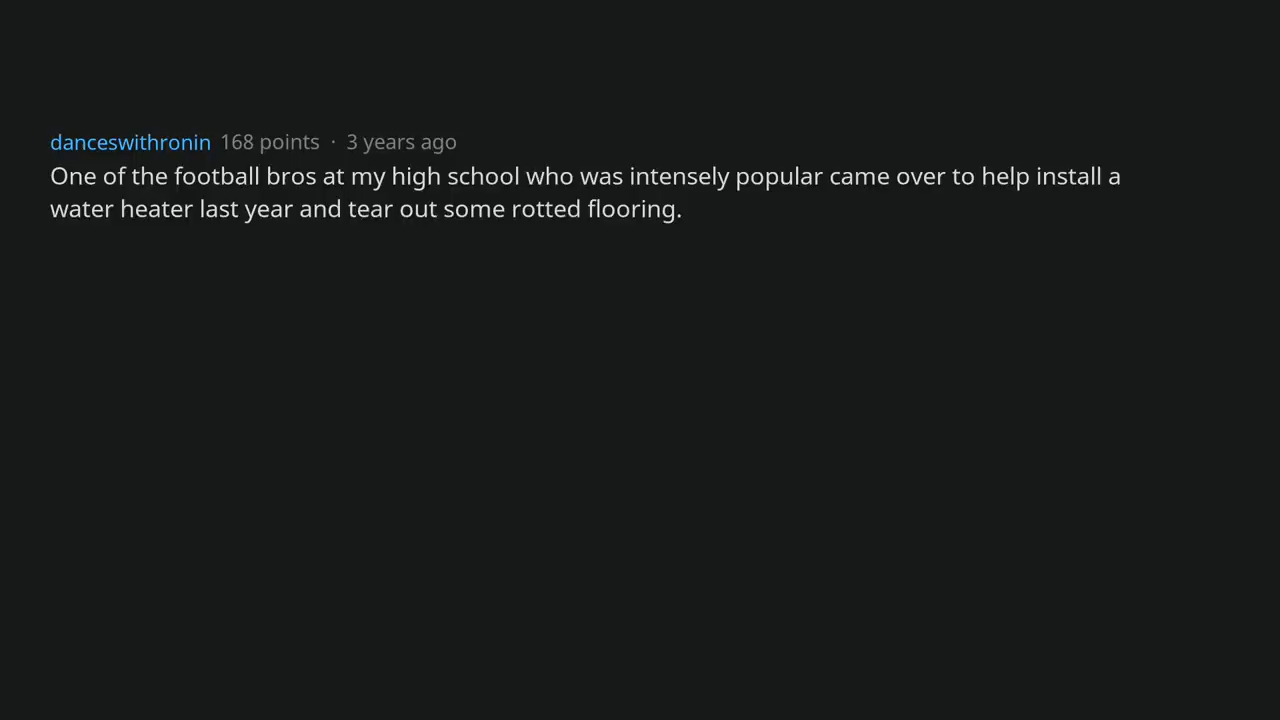 danceswithronin 168 points · 3 years ago
One of the football bros at my high school who was intensely popular came over to help install a
water heater last year and tear out some rotted flooring.